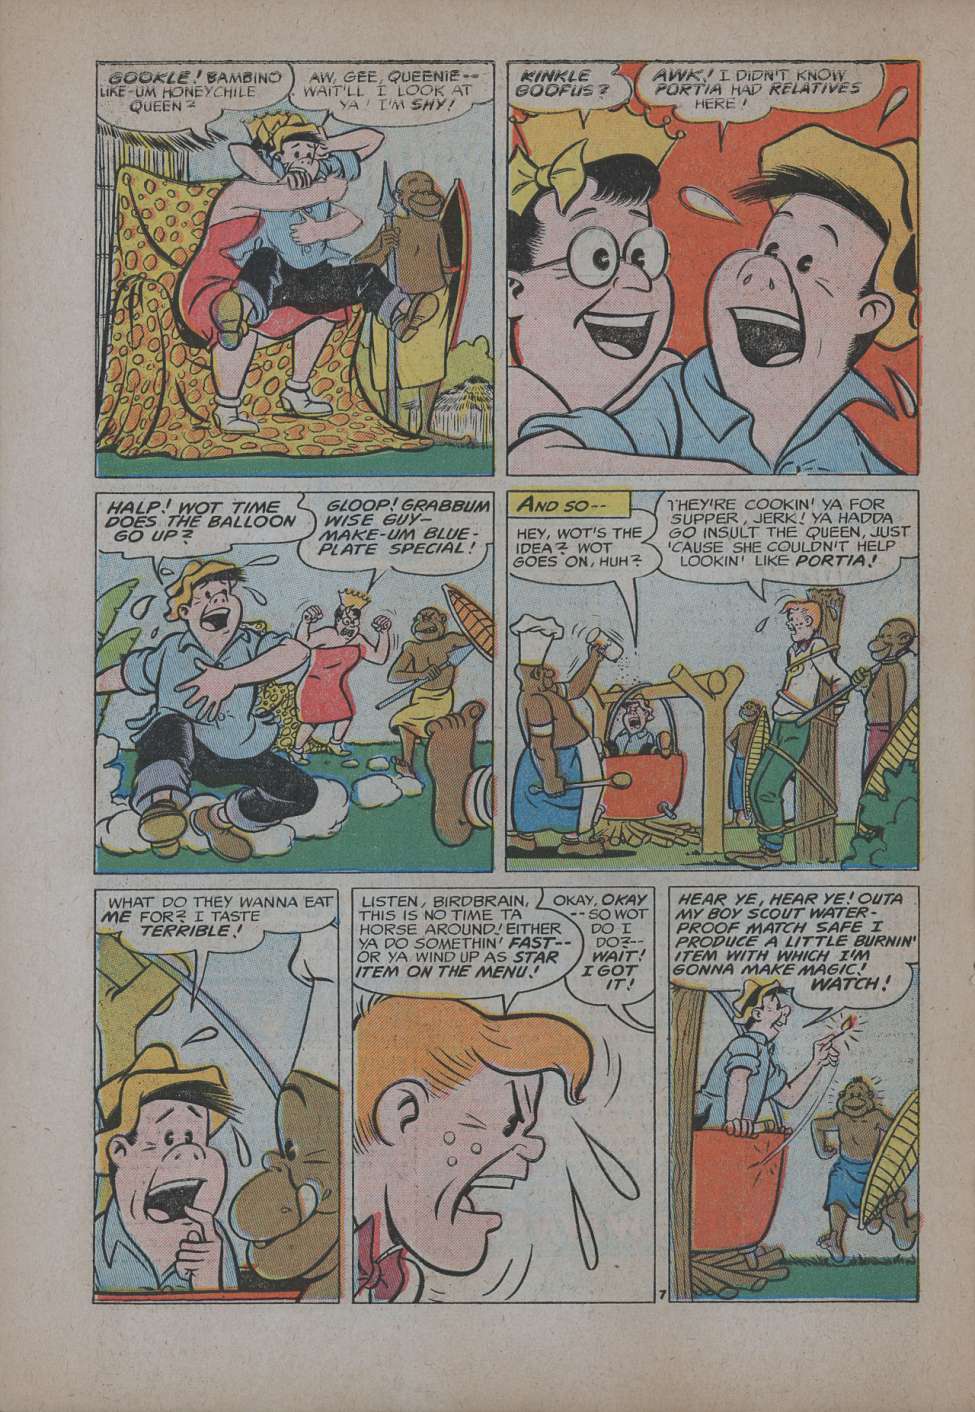 GOOKLE! BAMBINO
LIKE-UM HONEYCHILE
QUEEN?
AW, GEE, QUEENIE--
WAIT'LL I LOOK AT
YA! I'M SHY!
KINKLE
GOOFUS?
AWK! I DIDN'T KNOW
PORTIA HAD RELATIVES
HERE!
HALP! WOT TIME
DOES THE BALLOON
GO UP?
GLOOP! GRABBUM
WISE GUY--
MAKE-UM BLUE-
PLATE SPECIAL!
AND SO--
HEY, WOT'S THE
IDEA? WOT
GOES ON, HUH?
THEY'RE COOKIN' YA FOR
SUPPER, JERK! YA HADDA
GO INSULT THE QUEEN, JUST
'CAUSE SHE COULDN'T HELP
LOOKIN' LIKE PORTIA!
WHAT DO THEY WANNA EAT
ME FOR? I TASTE
TERRIBLE!
LISTEN, BIRDBRAIN,
THIS IS NO TIME TA
HORSE AROUND! EITHER
YA DO SOMETHIN' FAST--
OR YA WIND UP AS STAR
ITEM ON THE MENU!
OKAY, OKAY
--SO WOT
DO I
DO?--
WAIT!
I GOT
IT!
HEAR YE, HEAR YE! OUTA
MY BOY SCOUT WATER-
PROOF MATCH SAFE I
PRODUCE A LITTLE BURNIN'
ITEM WITH WHICH I'M
GONNA MAKE MAGIC!
WATCH!
7